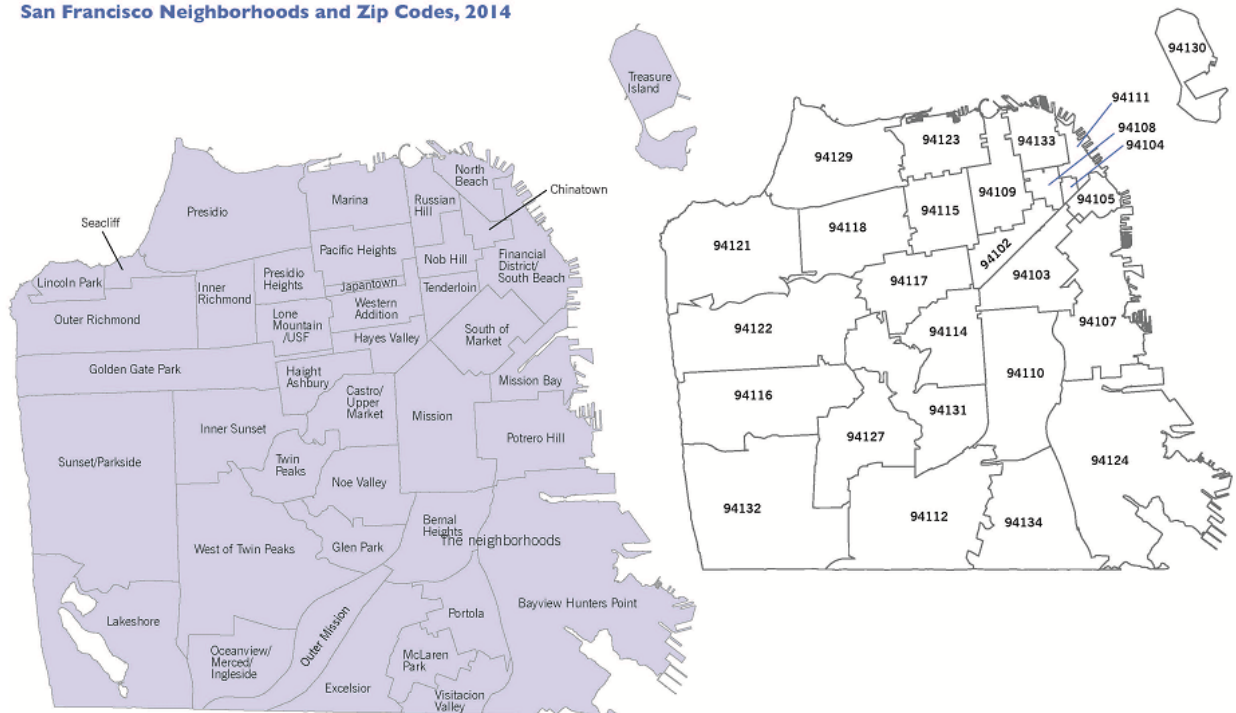 San Francisco Neighborhoods and Zip Codes, 2014
Treasure
Island
North
Beach
Chinatown
Seacliff
Presidio
Marina
Russian
Hill
Pacific Heights
Nob Hill
Financial
District/
South Beach
Lincoln Park
Inner
Richmond
Presidio
Heights
Japantown
Tenderloin
Outer Richmond
Lone
Mountain
/USF
Western
Addition
Hayes Valley
South of
Market
Golden Gate Park
Haight
Ashbury
Castro/
Upper
Market
Mission Bay
Mission
Inner Sunset
Potrero Hill
Sunset/Parkside
Twin
Peaks
Noe Valley
Bernal
Heights
The neighborhoods
West of Twin Peaks
Glen Park
Bayview Hunters Point
Lakeshore
Outer Mission
Portola
Oceanview/
Merced/
Ingleside
McLaren
Park
Excelsior
Visitacion
Valley
94130
94111
94108
94104
94123
94133
94129
94109
94105
94115
94118
94121
94102
94103
94117
94122
94114
94107
94110
94116
94131
94127
94124
94132
94112
94134